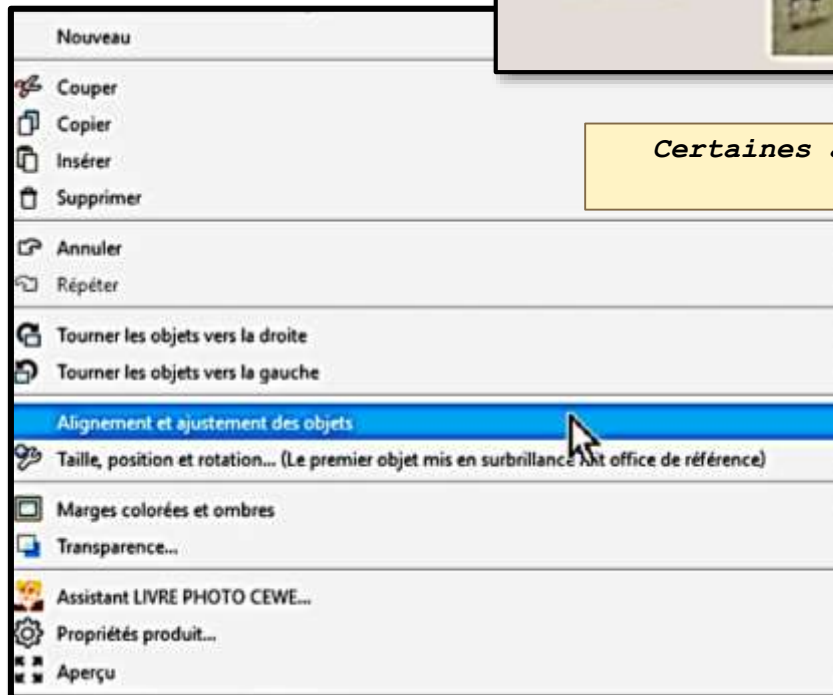 Nouveau
Couper
Copier
Insérer
Supprimer
Certaines
Annuler
Répéter
Tourner les objets vers la droite
Tourner les objets vers la gauche
Alignement et ajustement des objets
Taille, position et rotation... (Le premier objet mis en surbrillance office de référence)
Marges colorées et ombres
Transparence...
Assistant LIVRE PHOTO CEWE...
Propriétés produit...
Aperçu